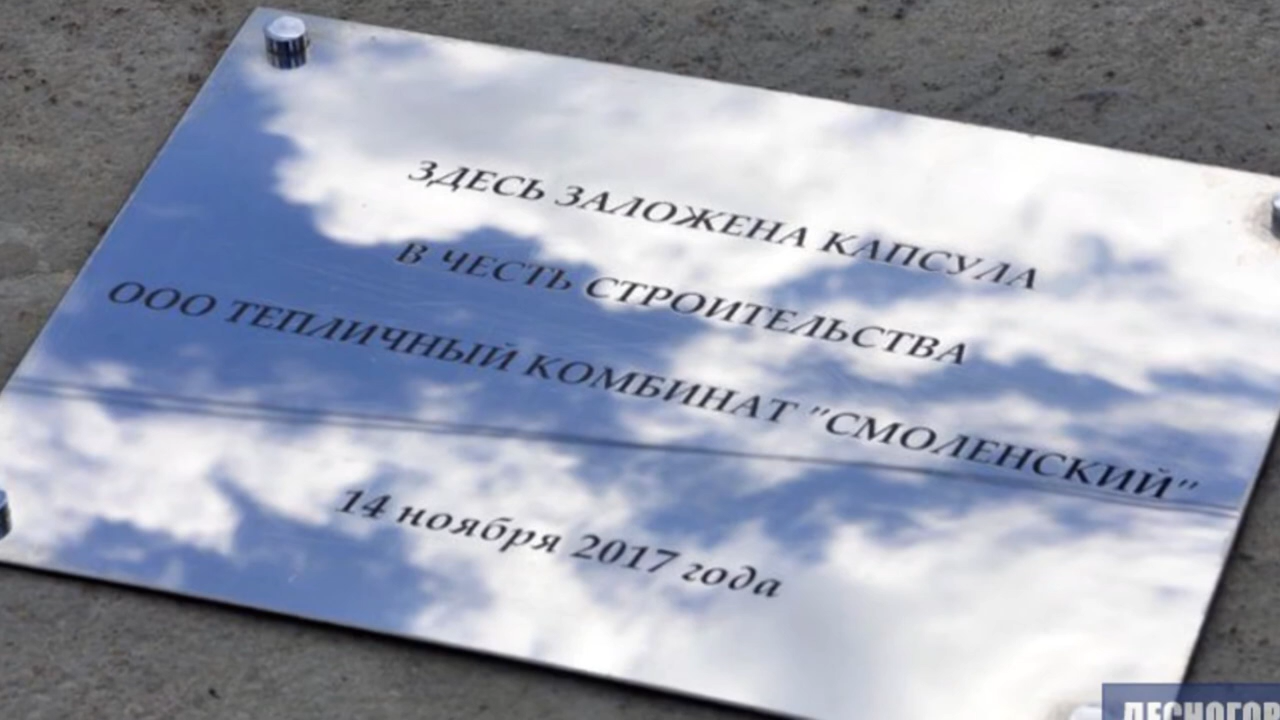 ЗДЕСЬ ЗАЛОЖЕНА КАПСУЛА
В ЧЕСТЬ СТРОИТЕЛЬСТВА
ООО ТЕПЛИЧНЫЙ КОМБИНАТ "СМОЛЕНСКИЙ"
14 ноября 2017 года